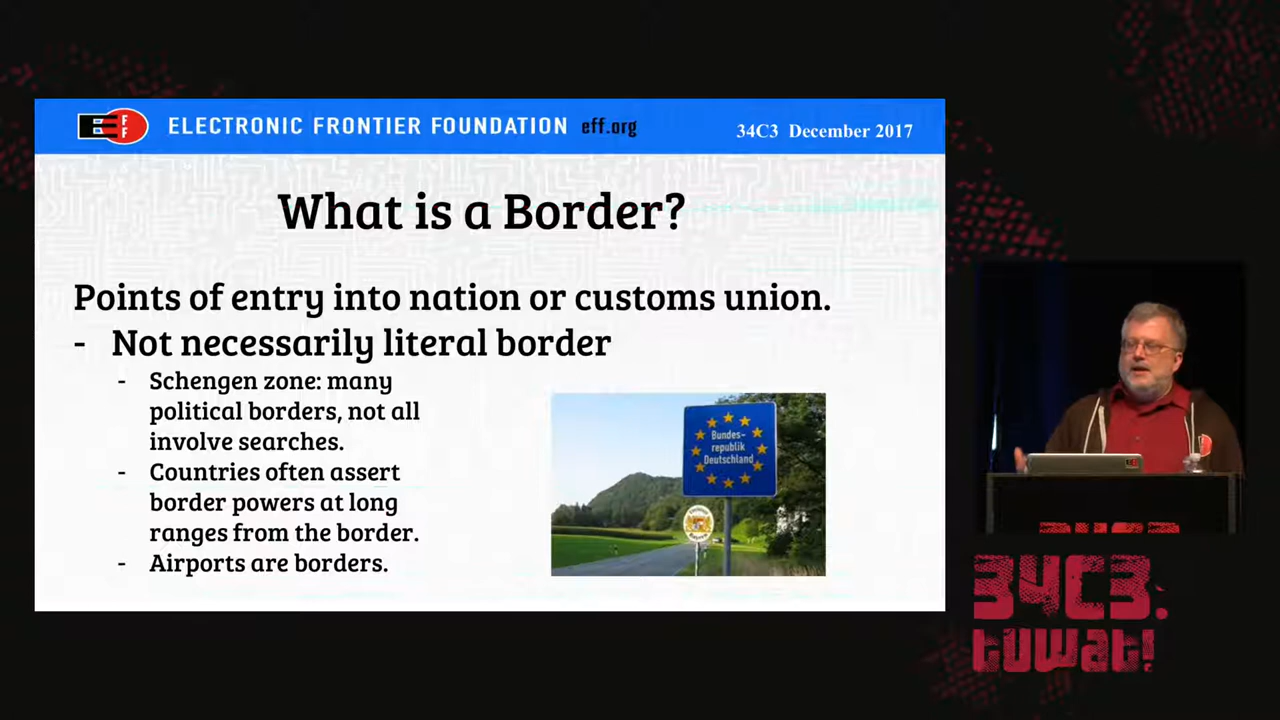 EFF
ELECTRONIC FRONTIER FOUNDATION eff.org
34C3 December 2017
What is a Border?
Points of entry into nation or customs union.
- Not necessarily literal border
- Schengen zone: many
political borders, not all
involve searches.
- Countries often assert
border powers at long
ranges from the border.
- Airports are borders.
Bundes-
republik
Deutschland
34C3
34C3:
tuwat!